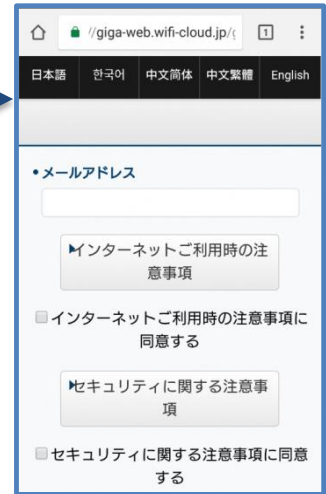 //giga-web.wifi-cloud.jp/g
1
日本語 한국어 中文简体 中文繁體 English
•メールアドレス
インターネットご利用時の注
意事項
インターネットご利用時の注意事項に
同意する
セキュリティに関する注意事
項
セキュリティに関する注意事項に同意
する